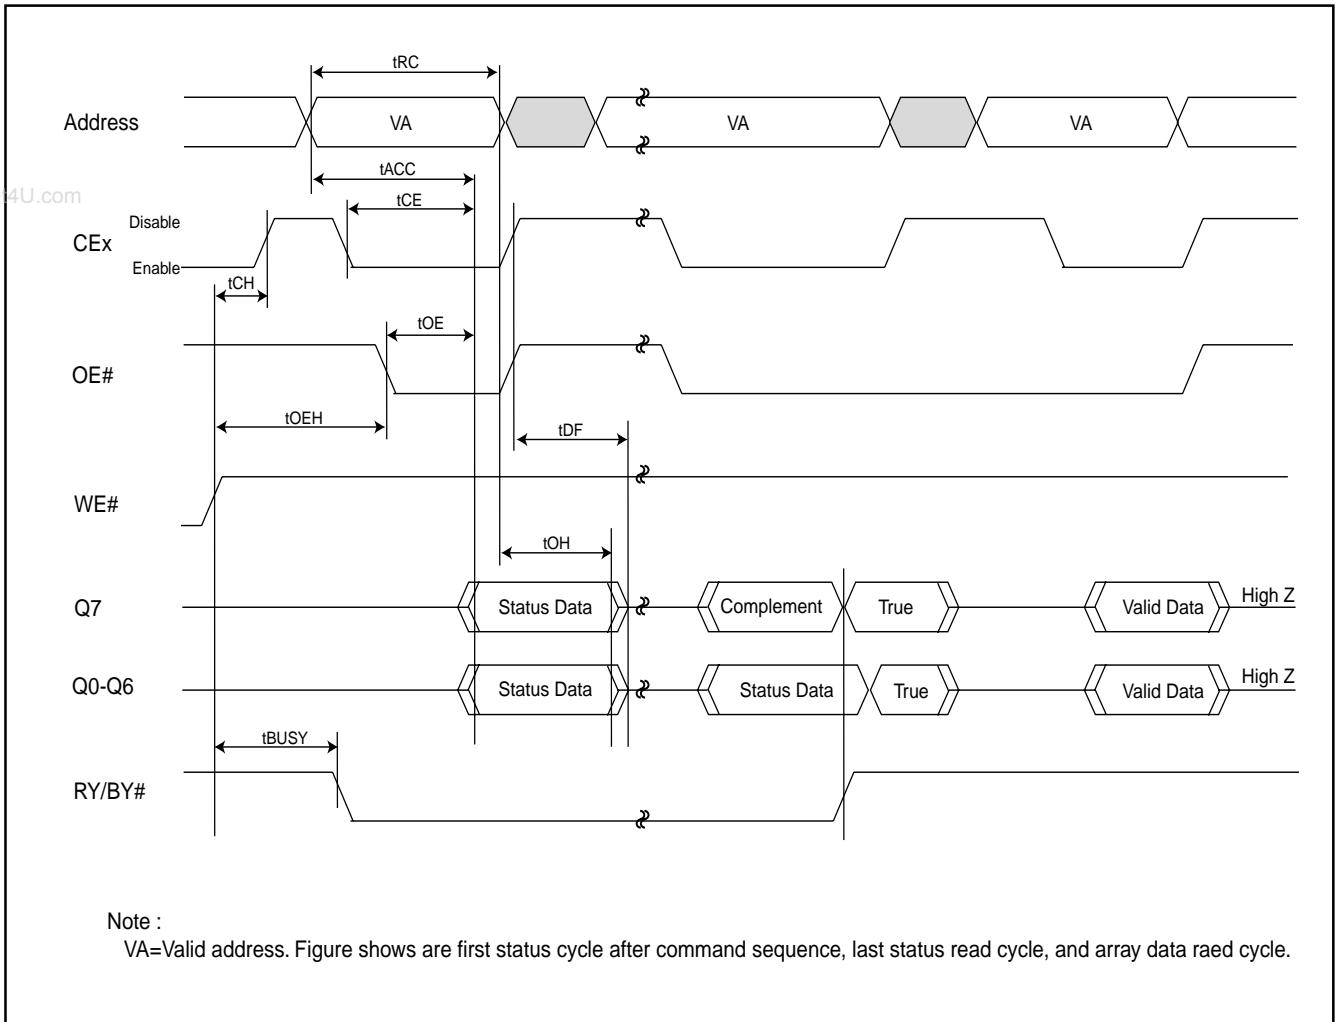 tRC
Address
VA
VA
VA
tACC
t4U.com
tCE
Disable
CEx
Enable
tCH
tOE
OE#
tOEH
tDF
WE#
tOH
Q7
Status Data
Complement
True
Valid Data
High Z
Q0-Q6
Status Data
Status Data
True
Valid Data
High Z
tBUSY
RY/BY#
Note :
VA=Valid address. Figure shows are first status cycle after command sequence, last status read cycle, and array data raed cycle.